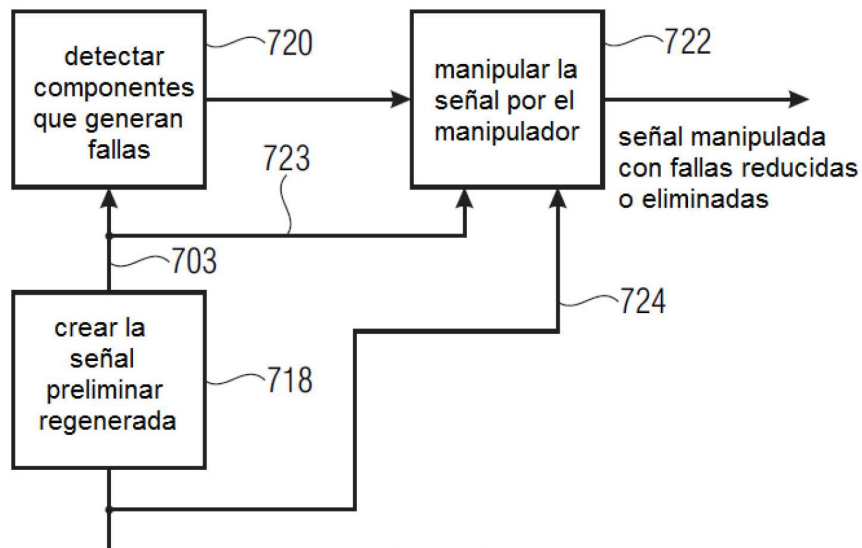 detectar
componentes
que generan
fallas
720
manipular la
señal por el
manipulador
722
señal manipulada
con fallas reducidas
o eliminadas
723
703
724
crear la
señal
preliminar
regenerada
718